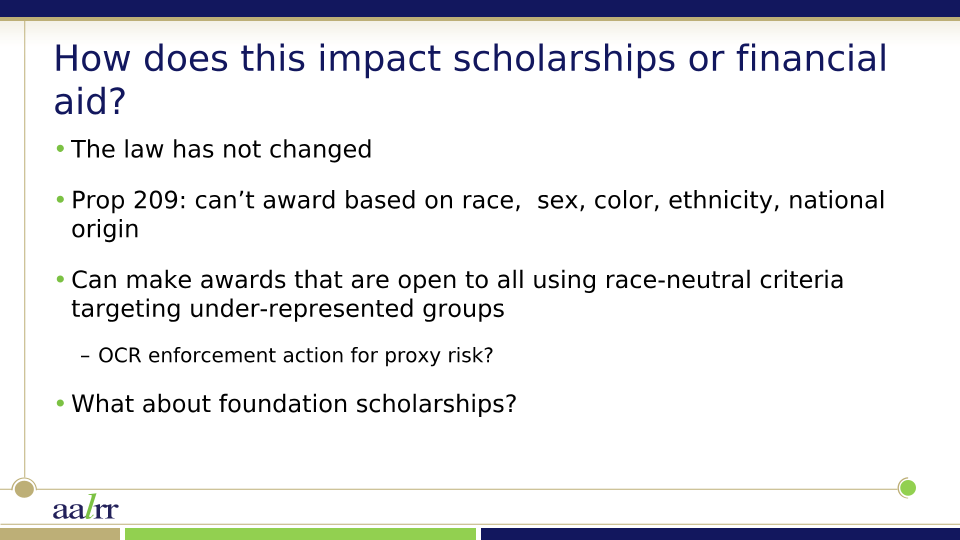 How does this impact scholarships or financial
aid?
• The law has not changed
• Prop 209: can’t award based on race,  sex, color, ethnicity, national
origin
• Can make awards that are open to all using race-neutral criteria
targeting under-represented groups
– OCR enforcement action for proxy risk?
• What about foundation scholarships?
aalrr